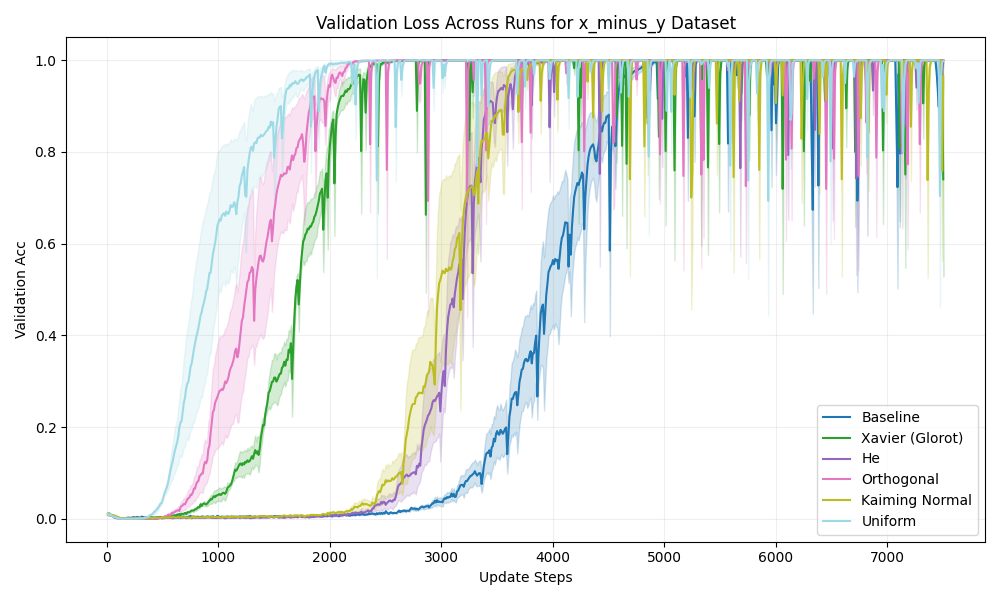 Validation Loss Across Runs for x_minus_y Dataset
Validation Acc
1.0
0.8
0.6
0.4
0.2
0.0
Baseline
Xavier (Glorot)
He
Orthogonal
Kaiming Normal
Uniform
0 1000 2000 3000 4000 5000 6000 7000
Update Steps